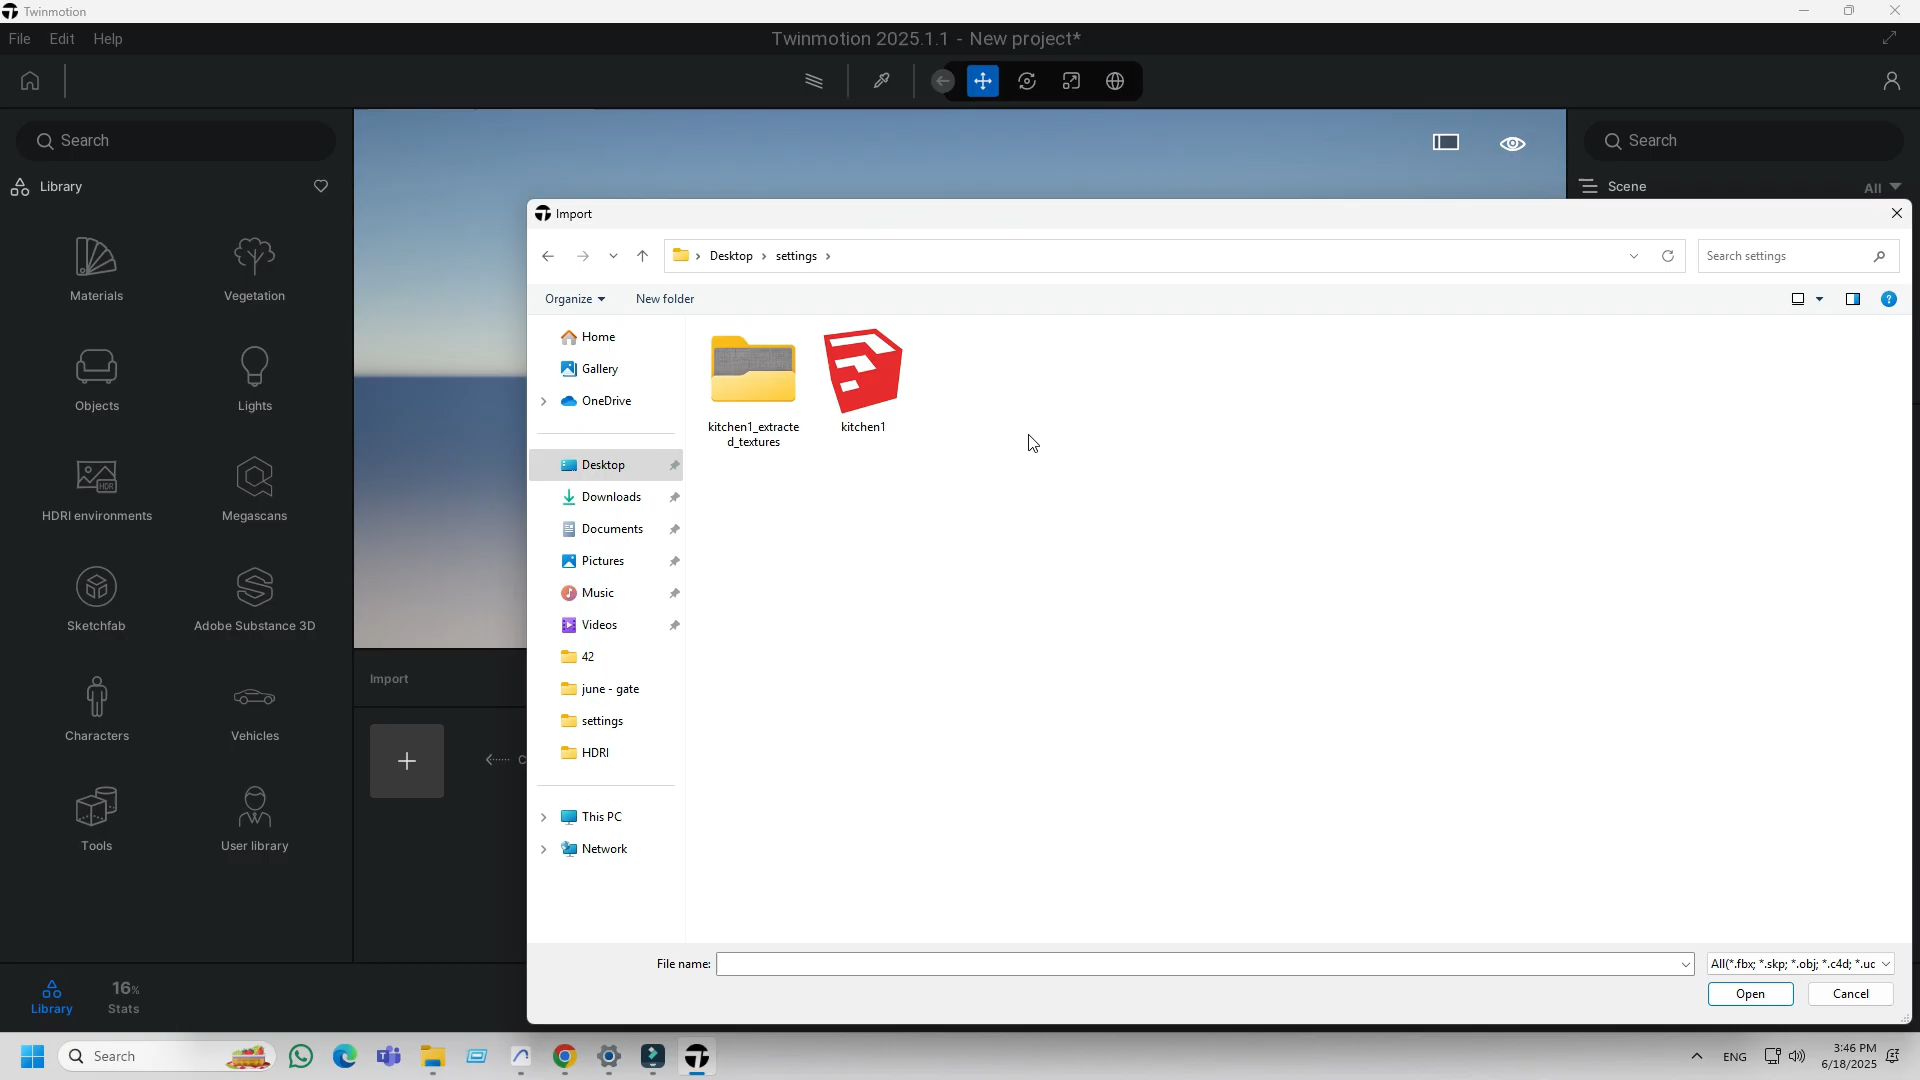 Twinmotion
File Edit Help
Twinmotion 2025.1.1 - New project*
Search
Library
Materials
Vegetation
Objects
Lights
HDR
HDRI environments
Megascans
Sketchfab
Adobe Substance 3D
Characters
Vehicles
Tools
User library
Library
16%
Stats
Search
Scene
All
Import
Import
Desktop
settings
Search settings
Organize
New folder
Home
Gallery
OneDrive
Desktop
Downloads
Documents
Pictures
Music
Videos
42
june - gate
settings
HDRI
This PC
Network
kitchen1_extracte
d_textures
kitchen1
File name:
All(*.fbx; *.skp; *.obj; *.c4d; *.uc
Open
Cancel
Search
ENG
3:46 PM
6/18/2025